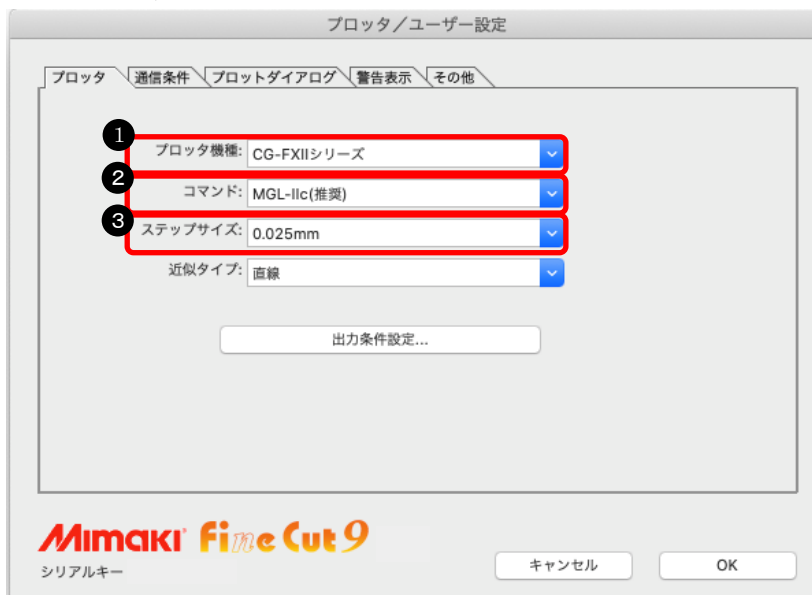 プロッタ／ユーザー設定
プロッタ 通信条件 プロットダイアログ 警告表示 その他
1 プロッタ機種: CG-FXIIシリーズ
2 コマンド: MGL-IIc(推奨)
3 ステップサイズ: 0.025mm
近似タイプ: 直線
出力条件設定...
Mimaki Fine Cut 9
シリアルキー
キャンセル OK